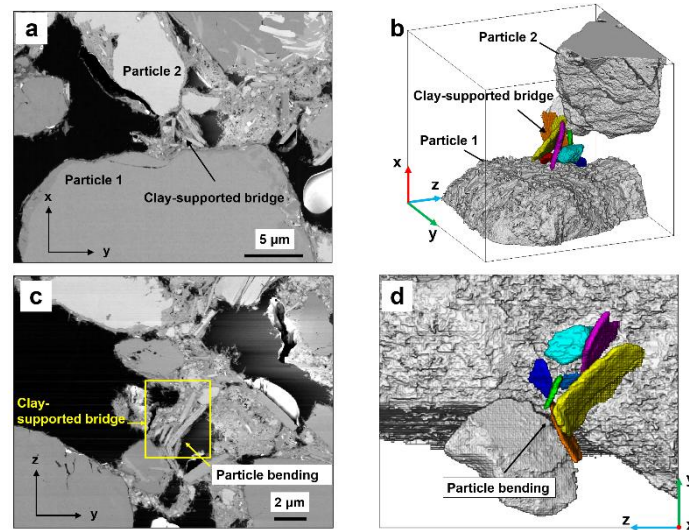 a
Particle 2
Particle 1
Clay-supported bridge
x
y
5 µm
b
Particle 2
Clay-supported bridge
Particle 1
x
z
y
c
Clay-
supported bridge
Particle bending
z
y
2 µm
d
Particle bending
y
z
x